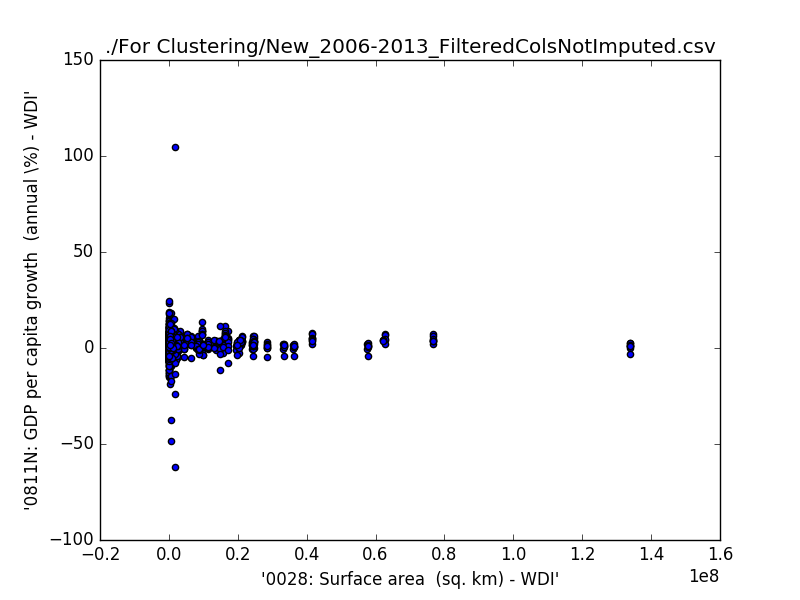 ./For Clustering/New_2006-2013_FilteredColsNotImputed.csv
150
100
50
0
−50
−100
'0811N: GDP per capita growth  (annual \%) - WDI'
−0.2 0.0 0.2 0.4 0.6 0.8 1.0 1.2 1.4 1.6
1e8
'0028: Surface area  (sq. km) - WDI'